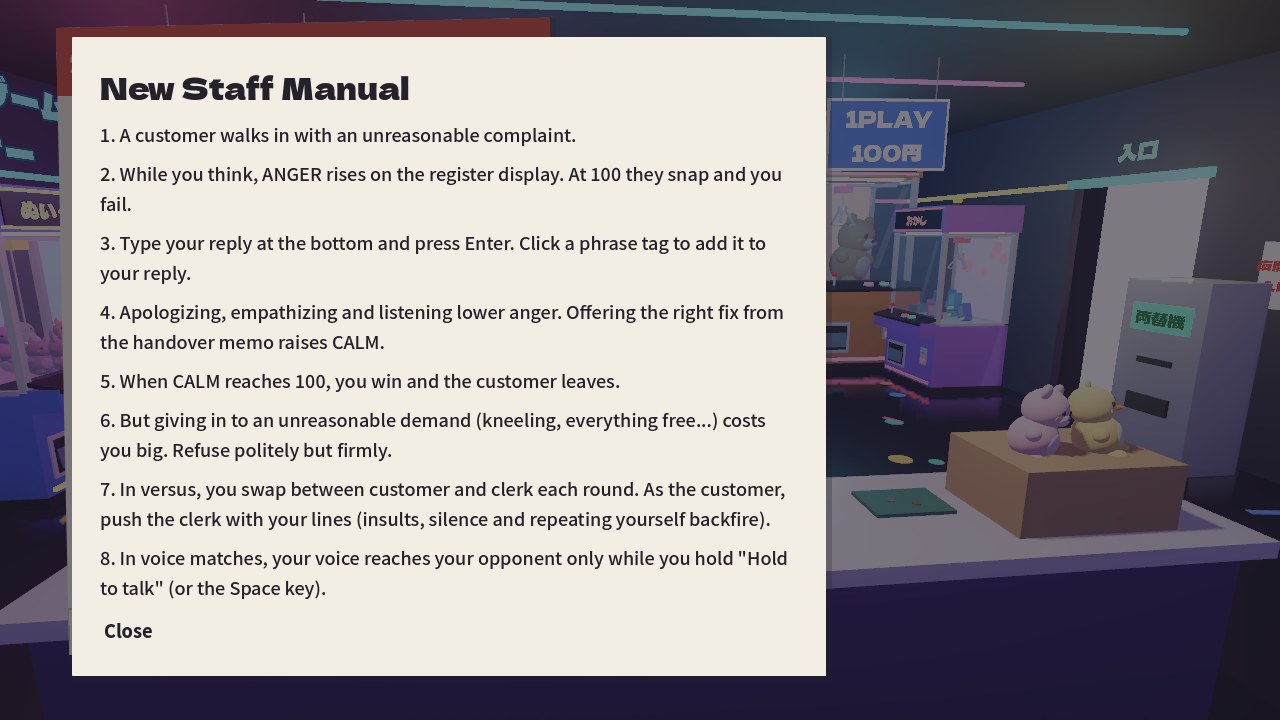 New Staff Manual
1. A customer walks in with an unreasonable complaint.
2. While you think, ANGER rises on the register display. At 100 they snap and you
fail.
3. Type your reply at the bottom and press Enter. Click a phrase tag to add it to
your reply.
4. Apologizing, empathizing and listening lower anger. Offering the right fix from
the handover memo raises CALM.
5. When CALM reaches 100, you win and the customer leaves.
6. But giving in to an unreasonable demand (kneeling, everything free...) costs
you big. Refuse politely but firmly.
7. In versus, you swap between customer and clerk each round. As the customer,
push the clerk with your lines (insults, silence and repeating yourself backfire).
8. In voice matches, your voice reaches your opponent only while you hold "Hold
to talk" (or the Space key).
Close
1PLAY
100円
入口
おかし
両替機
ーム
ぬい